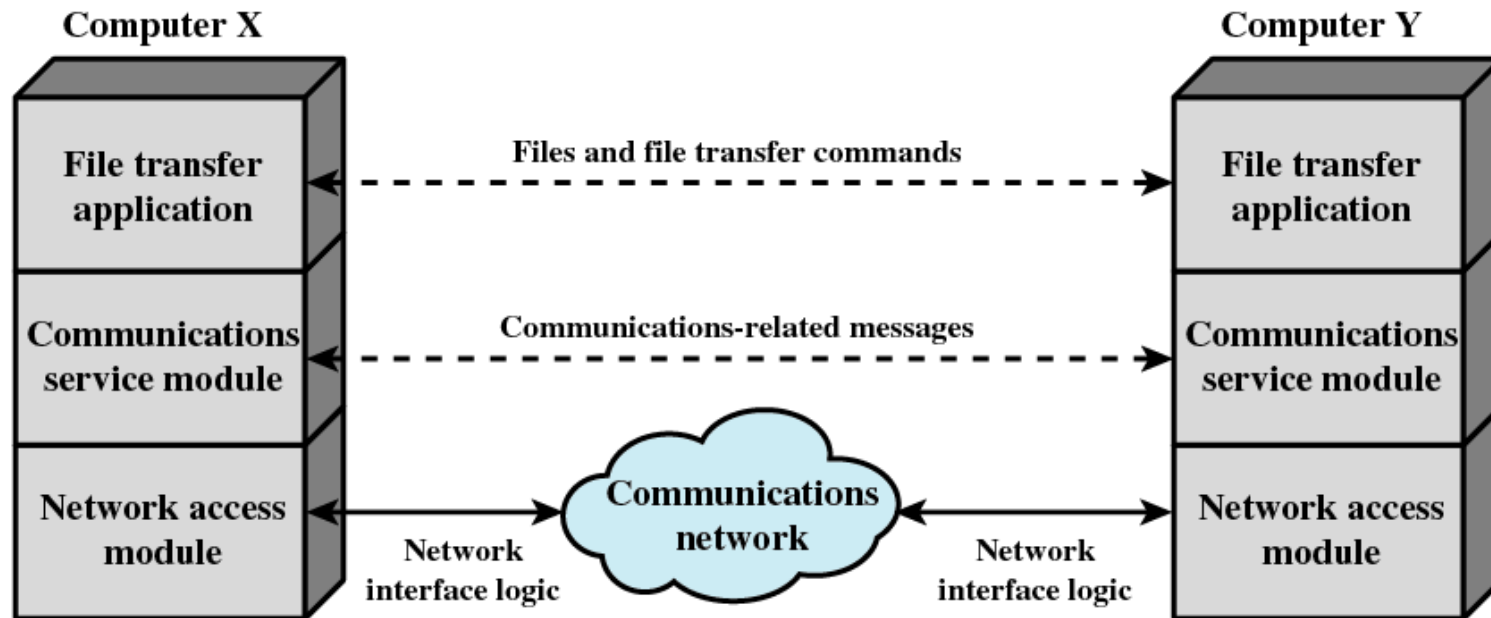 Computer X
Computer Y
File transfer
application
Files and file transfer commands
File transfer
application
Communications
service module
Communications-related messages
Communications
service module
Network access
module
Network
interface logic
Communications
network
Network
interface logic
Network access
module